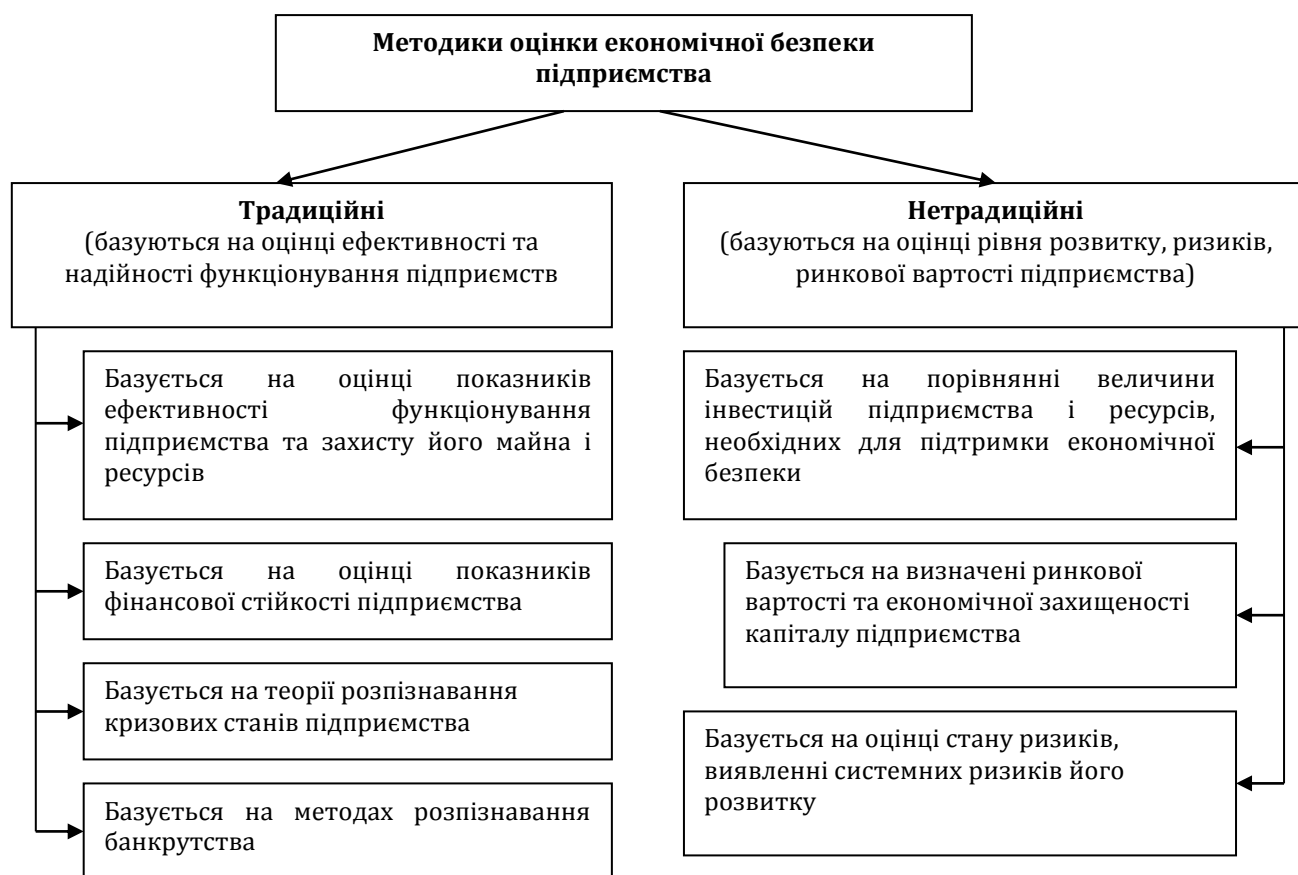 Методики оцінки економічної безпеки
підприємства
Традиційні
(базуються на оцінці ефективності та
надійності функціонування підприємств
Нетрадиційні
(базуються на оцінці рівня розвитку, ризиків,
ринкової вартості підприємства)
Базується на оцінці показників
ефективності функціонування
підприємства та захисту його майна і
ресурсів
Базується на оцінці показників
фінансової стійкості підприємства
Базується на теорії розпізнавання
кризових станів підприємства
Базується на методах розпізнавання
банкрутства
Базується на порівнянні величини
інвестицій підприємства і ресурсів,
необхідних для підтримки економічної
безпеки
Базується на визначені ринкової
вартості та економічної захищеності
капіталу підприємства
Базується на оцінці стану ризиків,
виявленні системних ризиків його
розвитку